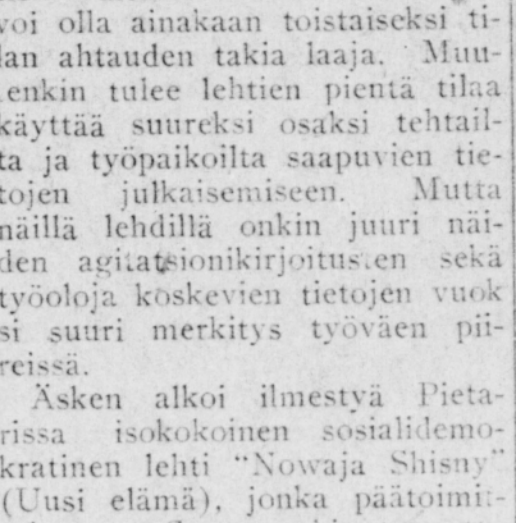 voi olla ainakaan toistaiseksi ti-
lan ahtauden takia laaja. Muu-
enkin tulee lehtien pientä tilaa
käyttää suureksi osaksi tehtail-
ta ja työpaikoilta saapuvien tie-
tojen julkaisemiseen. Mutta
näillä lehdillä onkin juuri näi-
den agitatsionikirjoitusten sekä
työoloja koskevien tietojen vuok
si suuri merkitys työväen pii-
reissä.
Äsken alkoi ilmestyä Pieta-
rissa isokokoinen sosialidemo-
kratinen lehti "Nowaja Shisny"
(Uusi elämä), jonka päätoimit-